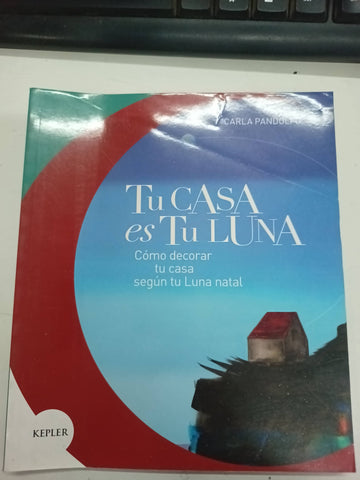 CARLA PANDOLFO
Tu CASA
es Tu LUNA
Cómo decorar
tu casa
según tu Luna natal
KEPLER